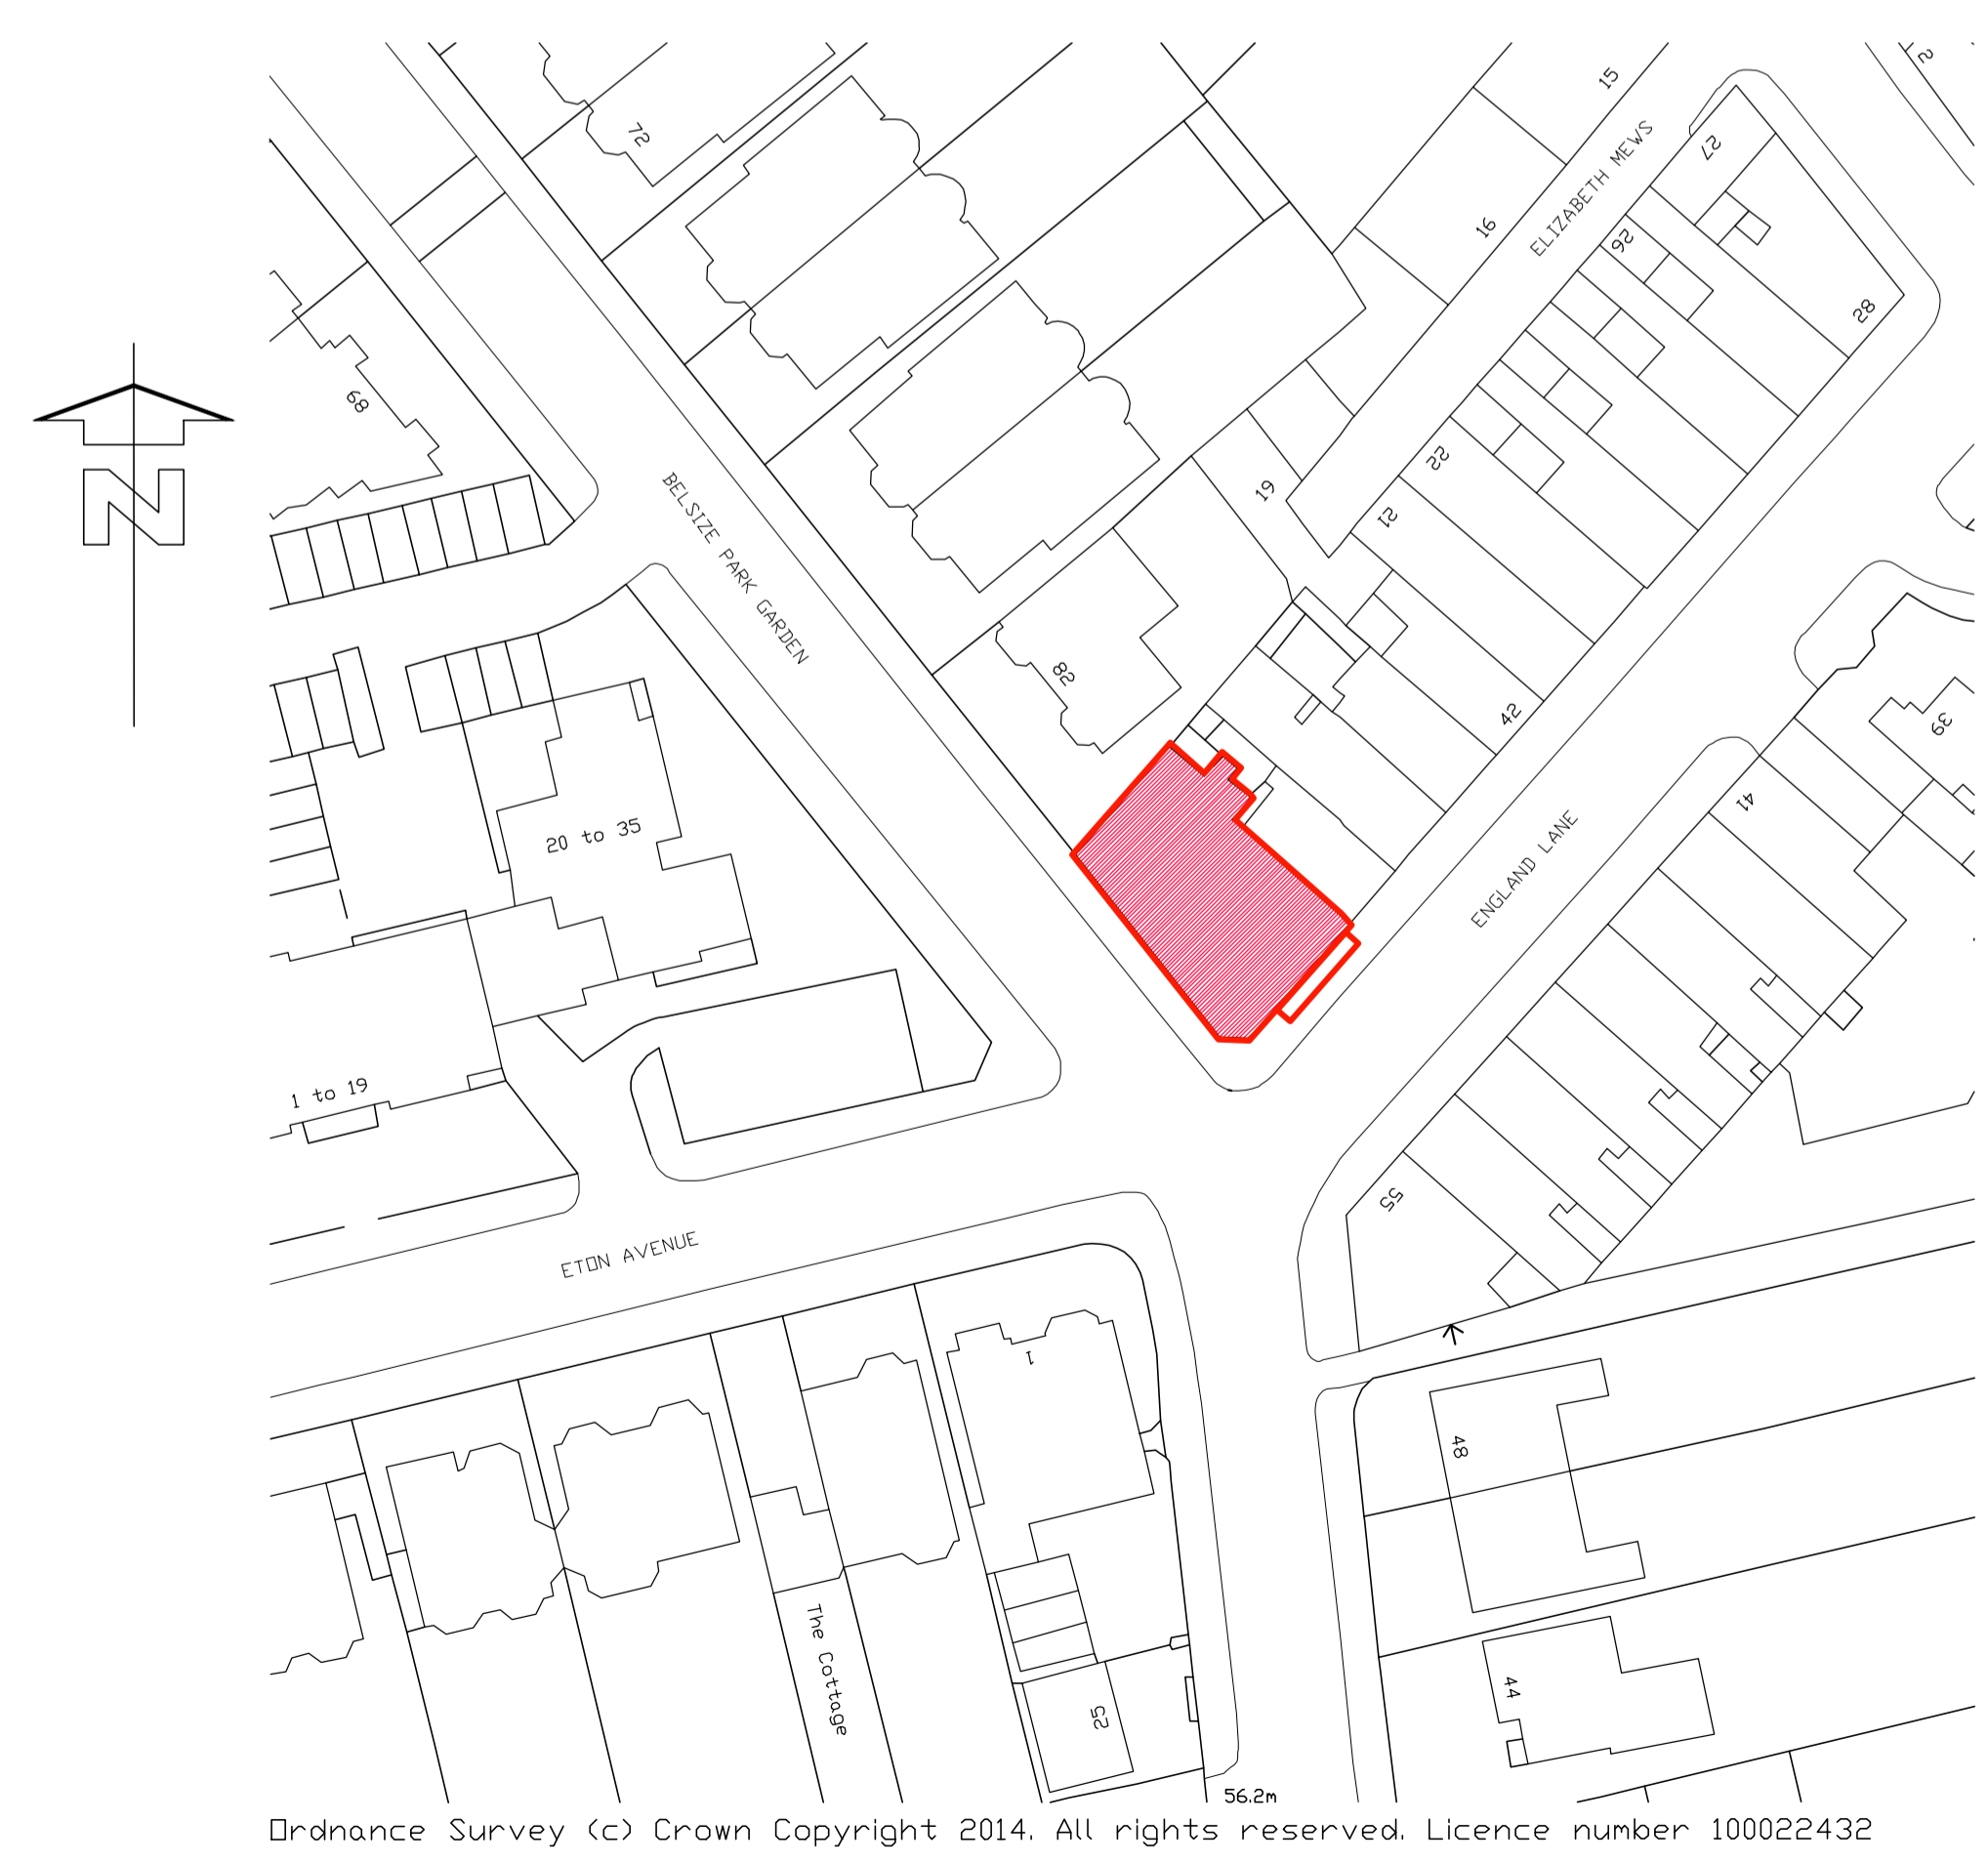 2
15
72
27
ELIZABETH MEWS
16
26
28
68
22
19
21
BELSIZE PARK GARDEN
N
82
42
39
41
20 to 35
ENGLAND LANE
1 to 19
55
ETON AVENUE
1
48
The Cottage
44
52
56.2m
Ordnance Survey (c) Crown Copyright 2014. All rights reserved. Licence number 100022432